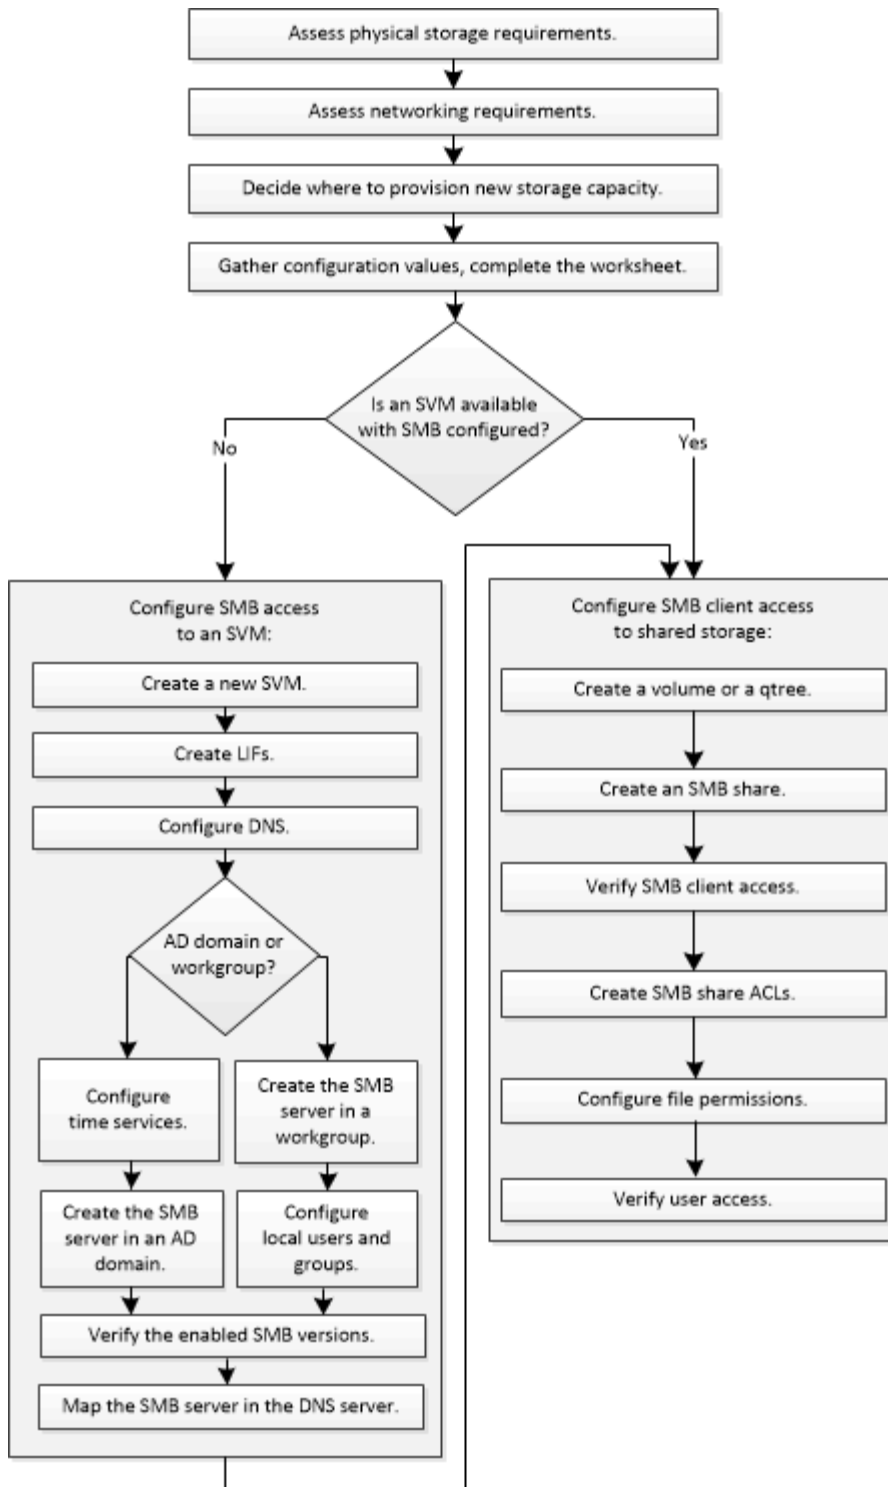 Assess physical storage requirements.
Assess networking requirements.
Decide where to provision new storage capacity.
Gather configuration values, complete the worksheet.
Is an SVM available
with SMB configured?
No
Yes
Configure SMB access
to an SVM:
Create a new SVM.
Create LIFs.
Configure DNS.
AD domain or
workgroup?
Configure
time services.
Create the SMB
server in an AD
domain.
Create the SMB
server in a
workgroup.
Configure
local users and
groups.
Verify the enabled SMB versions.
Map the SMB server in the DNS server.
Configure SMB client access
to shared storage:
Create a volume or a qtree.
Create an SMB share.
Verify SMB client access.
Create SMB share ACLs.
Configure file permissions.
Verify user access.